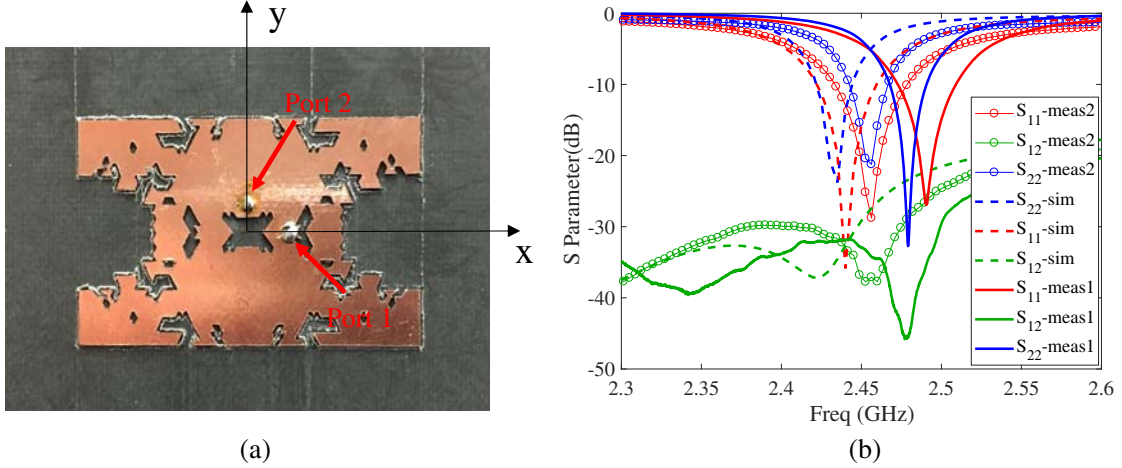 y
Port 2
x
Port 1
(a)
0
-10
-20
-30
-40
-50
S Parameter(dB)
2.3 2.35 2.4 2.45 2.5 2.55 2.6
Freq (GHz)
S11-meas2
S12-meas2
S22-meas2
S22-sim
S11-sim
S12-sim
S11-meas1
S12-meas1
S22-meas1
(b)